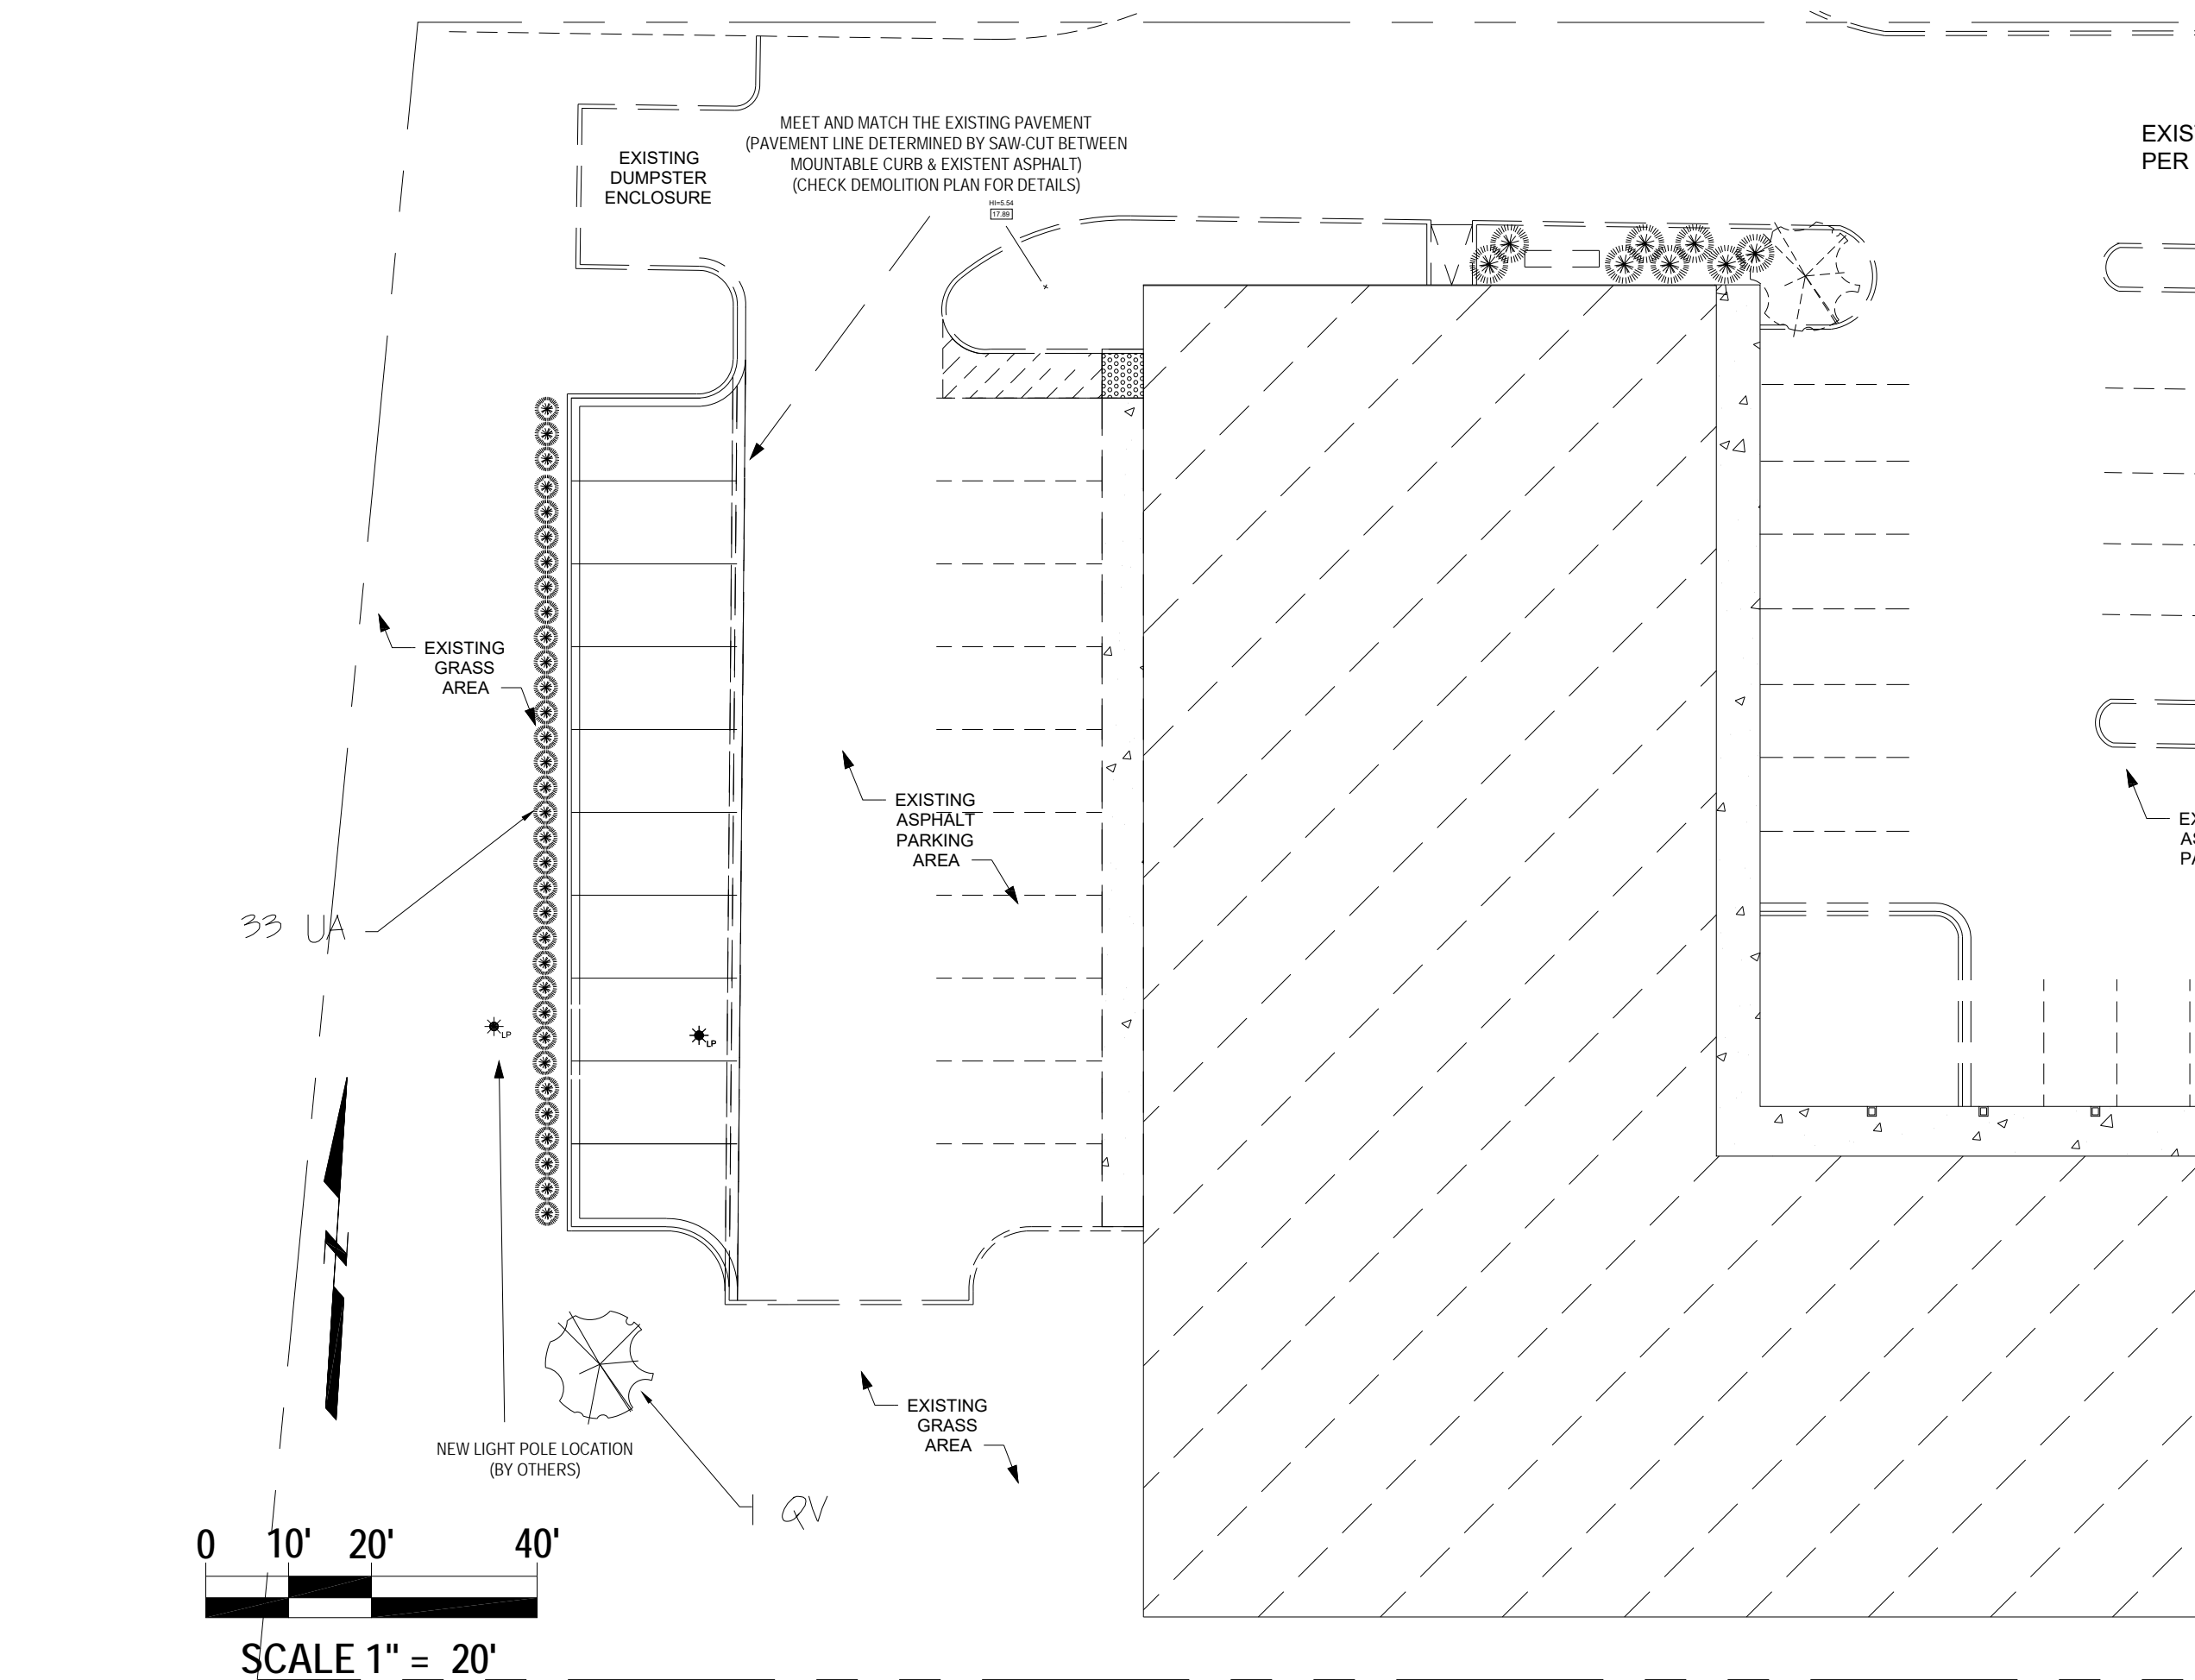 MEET AND MATCH THE EXISTING PAVEMENT
(PAVEMENT LINE DETERMINED BY SAW-CUT BETWEEN
MOUNTABLE CURB & EXISTENT ASPHALT)
(CHECK DEMOLITION PLAN FOR DETAILS)
HI=5.54
17.89
EXISTING
DUMPSTER
ENCLOSURE
EXIS
PER
EXISTING
GRASS
AREA
EXISTING
ASPHALT
PARKING
AREA
EX
AS
PA
33 UA
LP
LP
EXISTING
GRASS
AREA
NEW LIGHT POLE LOCATION
(BY OTHERS)
1 QV
0 10' 20' 40'
SCALE 1" = 20'
N